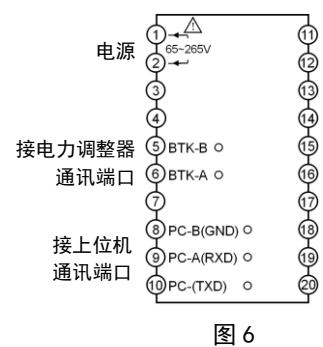 电源
① 65~265V ⑪
② ⑫
③ ⑬
④ ⑭
接电力调整器
通讯端口
⑤ BTK-B ⑮
⑥ BTK-A ⑯
⑦ ⑰
接上位机
通讯端口
⑧ PC-B(GND) ⑱
⑨ PC-A(RXD) ⑲
⑩ PC-(TXD) ⑳
图 6